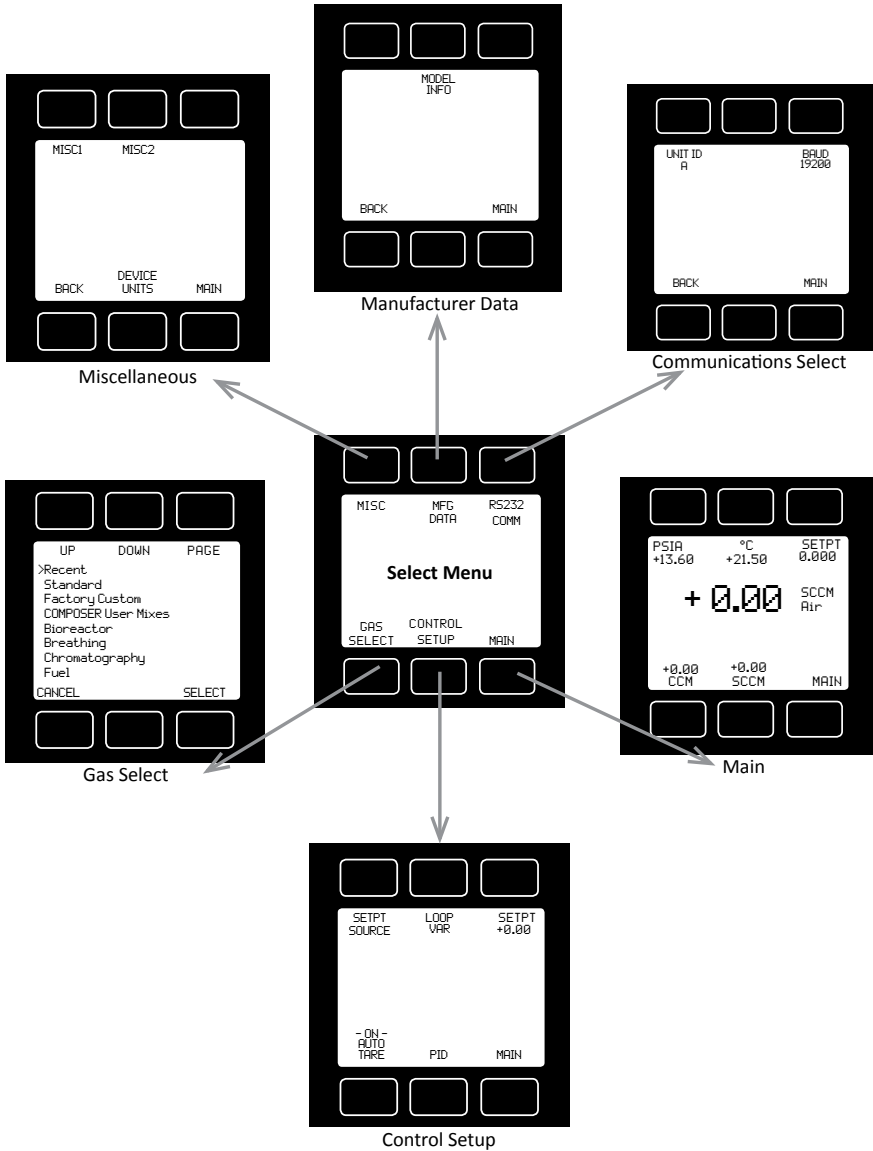 MODEL
INFO
BACK MAIN
Manufacturer Data
MISC1 MISC2
DEVICE
BACK UNITS MAIN
Miscellaneous
UNIT ID BAUD
A 19200
BACK MAIN
Communications Select
MISC MFG RS232
DATA COMM
Select Menu
GAS CONTROL
SELECT SETUP MAIN
UP DOWN PAGE
>Recent
Standard
Factory Custom
COMPOSER User Mixes
Bioreactor
Breathing
Chromatography
Fuel
CANCEL SELECT
Gas Select
PSIA °C SETPT
+13.60 +21.50 0.000
+ 0.00 SCCM
Air
+0.00 +0.00
CCM SCCM MAIN
Main
SETPT LOOP SETPT
SOURCE VAR +0.00
- ON -
AUTO
TARE PID MAIN
Control Setup